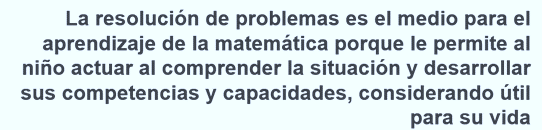 La resolución de problemas es el medio para el
aprendizaje de la matemática porque le permite al
niño actuar al comprender la situación y desarrollar
sus competencias y capacidades, considerando útil
para su vida